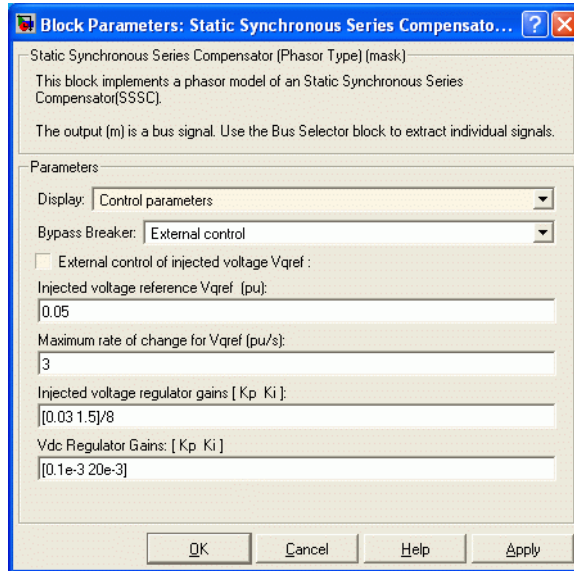 Block Parameters: Static Synchronous Series Compensato...
Static Synchronous Series Compensator (Phasor Type) (mask)
This block implements a phasor model of an Static Synchronous Series
Compensator(SSSC).
The output (m) is a bus signal. Use the Bus Selector block to extract individual signals.
Parameters
Display: Control parameters
Bypass Breaker: External control
External control of injected voltage Vqref :
Injected voltage reference Vqref (pu):
0.05
Maximum rate of change for Vqref (pu/s):
3
Injected voltage regulator gains [ Kp Ki ]:
[0.03 1.5]/8
Vdc Regulator Gains: [ Kp Ki ]
[0.1e-3 20e-3]
OK Cancel Help Apply